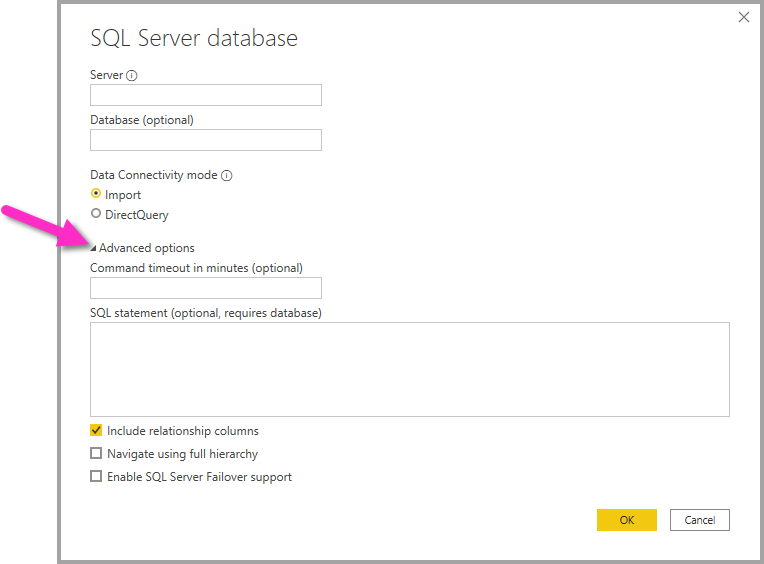 SQL Server database
Server
Database (optional)
Data Connectivity mode
Import
DirectQuery
Advanced options
Command timeout in minutes (optional)
SQL statement (optional, requires database)
Include relationship columns
Navigate using full hierarchy
Enable SQL Server Failover support
OK Cancel